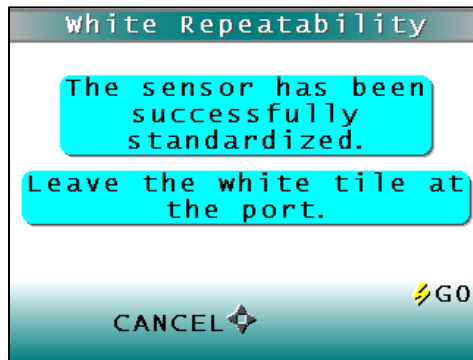 White Repeatability
The sensor has been
successfully
standardized.
Leave the white tile at
the port.
GO
CANCEL